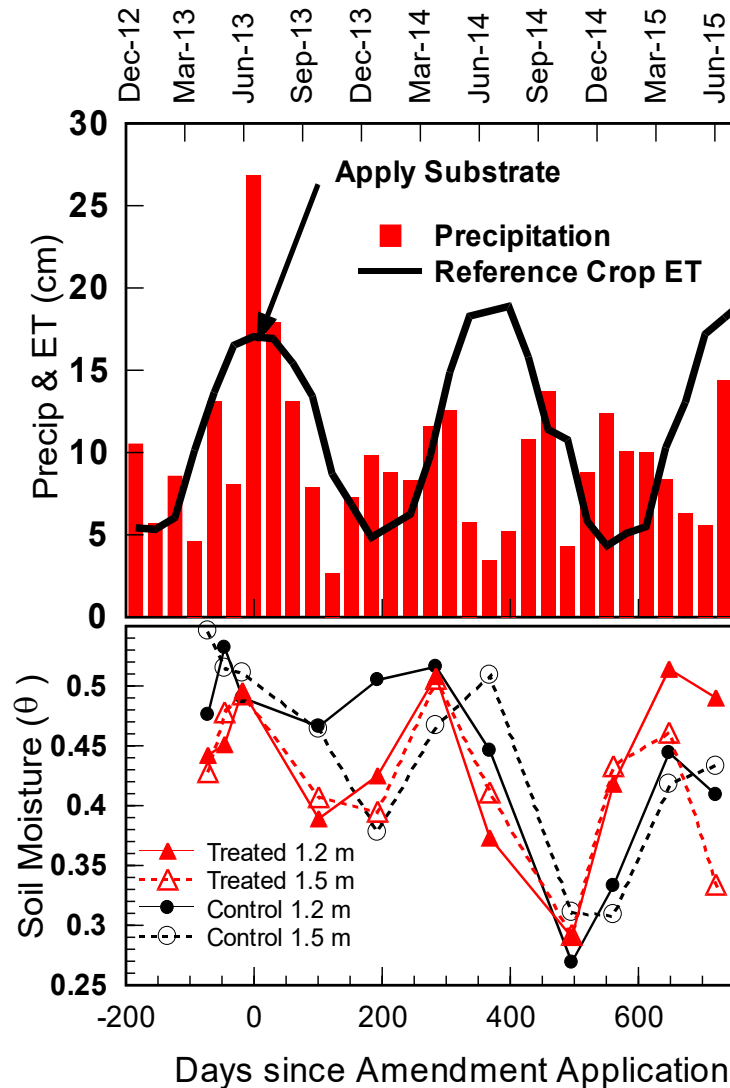 Dec-12
Mar-13
Jun-13
Sep-13
Dec-13
Mar-14
Jun-14
Sep-14
Dec-14
Mar-15
Jun-15
30
25
20
15
10
5
0
Precip & ET (cm)
Apply Substrate
Precipitation
Reference Crop ET
0.5
0.45
0.4
0.35
0.3
0.25
Soil Moisture (θ)
Treated 1.2 m
Treated 1.5 m
Control 1.2 m
Control 1.5 m
-200 0 200 400 600
Days since Amendment Application